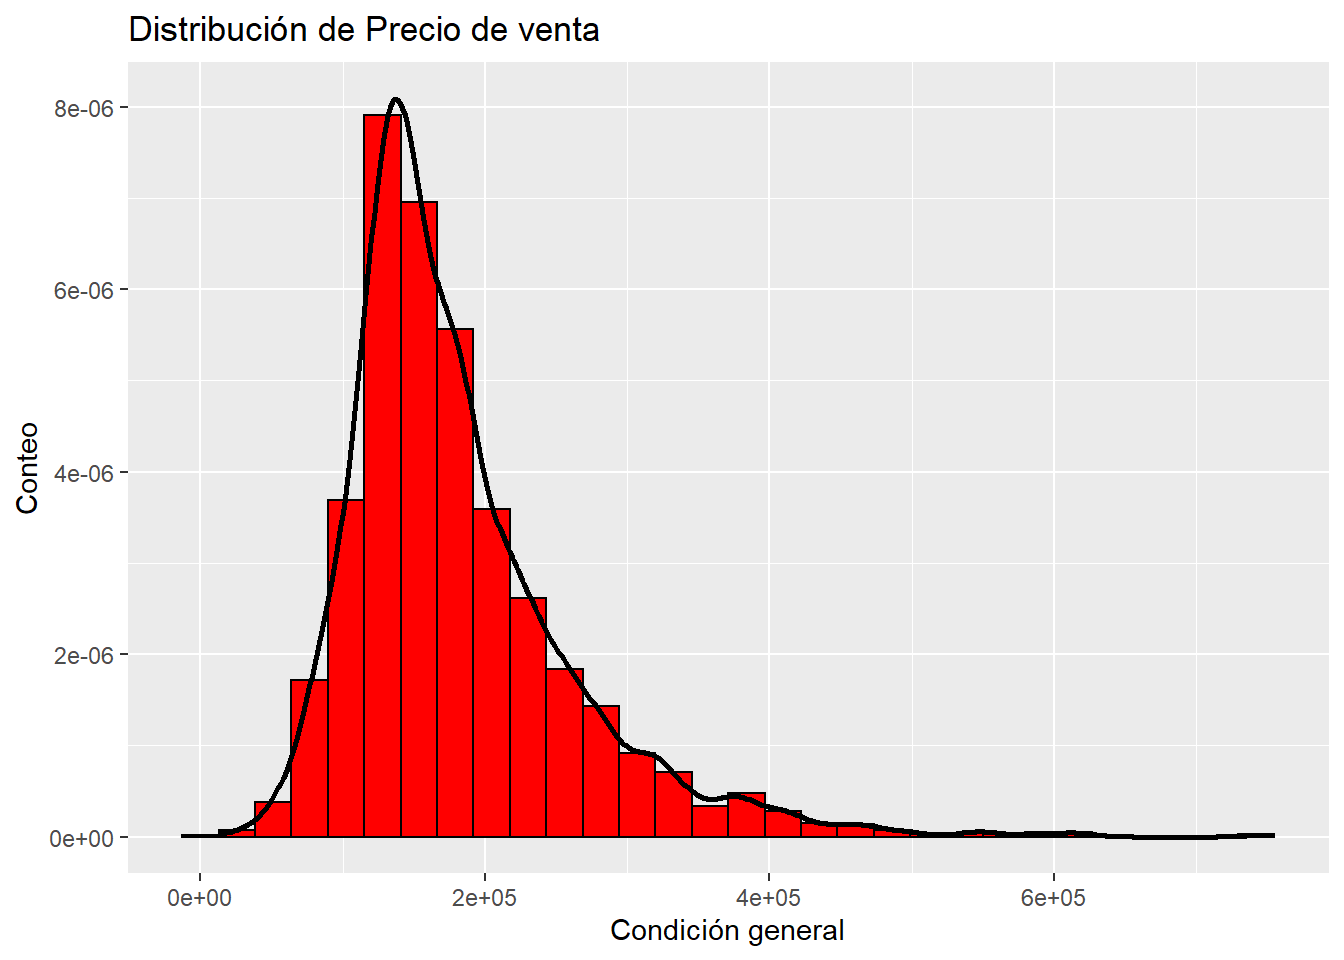 Distribución de Precio de venta
8e-06
6e-06
4e-06
2e-06
0e+00
Conteo
0e+00 2e+05 4e+05 6e+05
Condición general